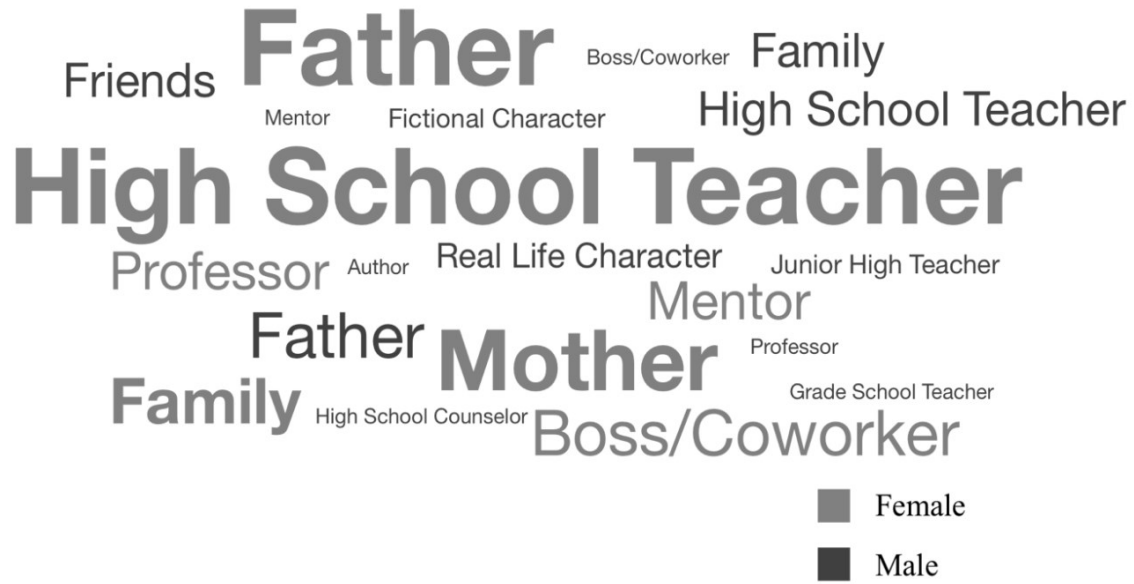 Father
Boss/Coworker
Family
Friends
Mentor
Fictional Character
High School Teacher
High School Teacher
Professor
Author
Real Life Character
Junior High Teacher
Mentor
Father
Mother
Professor
Family
High School Counselor
Grade School Teacher
Boss/Coworker
Female
Male